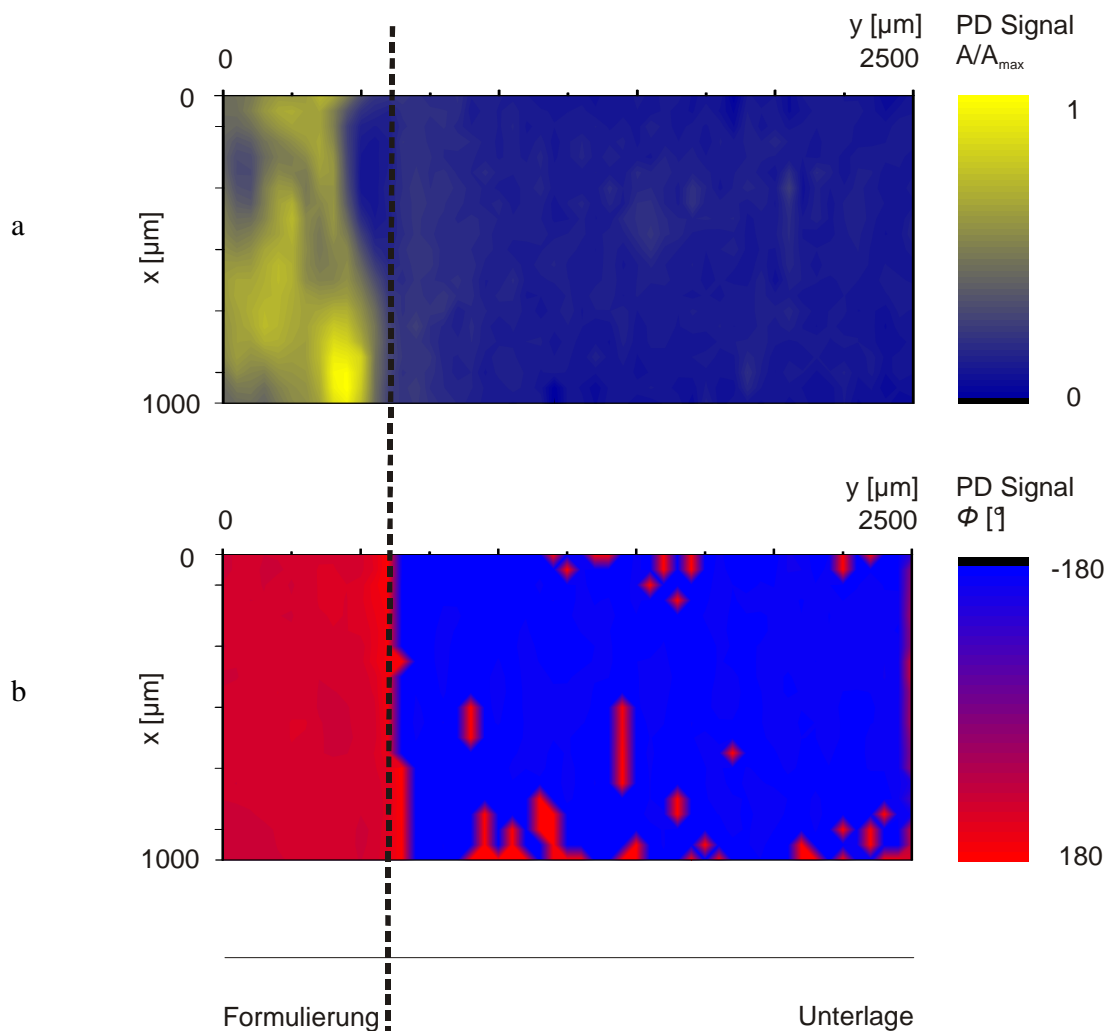 y [µm]
PD Signal
0
2500
A/Amax
0
1
a
x [µm]
1000
0
y [µm]
PD Signal
0
2500
Φ [°]
0
-180
b
x [µm]
1000
180
Formulierung
Unterlage